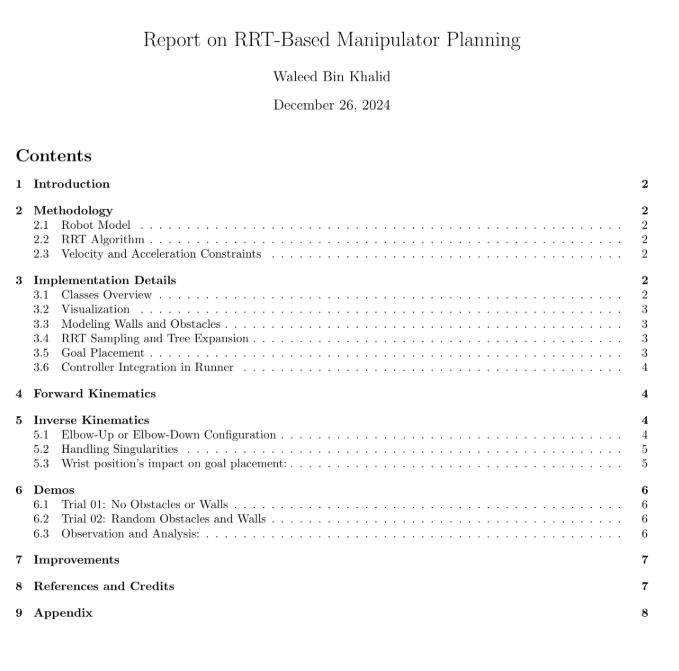 Report on RRT-Based Manipulator Planning
Waleed Bin Khalid
December 26, 2024
Contents
1 Introduction 2
2 Methodology 2
2.1 Robot Model . . . . . . . . . . . . . . . . . . . . . . . . . . . . . . . . . . . . . . . . 2
2.2 RRT Algorithm . . . . . . . . . . . . . . . . . . . . . . . . . . . . . . . . . . . . . . . 2
2.3 Velocity and Acceleration Constraints . . . . . . . . . . . . . . . . . . . . . . . . . . . 2
3 Implementation Details 2
3.1 Classes Overview . . . . . . . . . . . . . . . . . . . . . . . . . . . . . . . . . . . . . . 2
3.2 Visualization . . . . . . . . . . . . . . . . . . . . . . . . . . . . . . . . . . . . . . . . 3
3.3 Modeling Walls and Obstacles . . . . . . . . . . . . . . . . . . . . . . . . . . . . . . . 3
3.4 RRT Sampling and Tree Expansion . . . . . . . . . . . . . . . . . . . . . . . . . . . . 3
3.5 Goal Placement . . . . . . . . . . . . . . . . . . . . . . . . . . . . . . . . . . . . . . . 3
3.6 Controller Integration in Runner . . . . . . . . . . . . . . . . . . . . . . . . . . . . . 4
4 Forward Kinematics 4
5 Inverse Kinematics 4
5.1 Elbow-Up or Elbow-Down Configuration . . . . . . . . . . . . . . . . . . . . . . . . . . 4
5.2 Handling Singularities . . . . . . . . . . . . . . . . . . . . . . . . . . . . . . . . . . . 5
5.3 Wrist position's impact on goal placement: . . . . . . . . . . . . . . . . . . . . . . . . . 5
6 Demos 6
6.1 Trial 01: No Obstacles or Walls . . . . . . . . . . . . . . . . . . . . . . . . . . . . . . 6
6.2 Trial 02: Random Obstacles and Walls . . . . . . . . . . . . . . . . . . . . . . . . . . . 6
6.3 Observation and Analysis: . . . . . . . . . . . . . . . . . . . . . . . . . . . . . . . . . 6
7 Improvements 7
8 References and Credits 7
9 Appendix 8